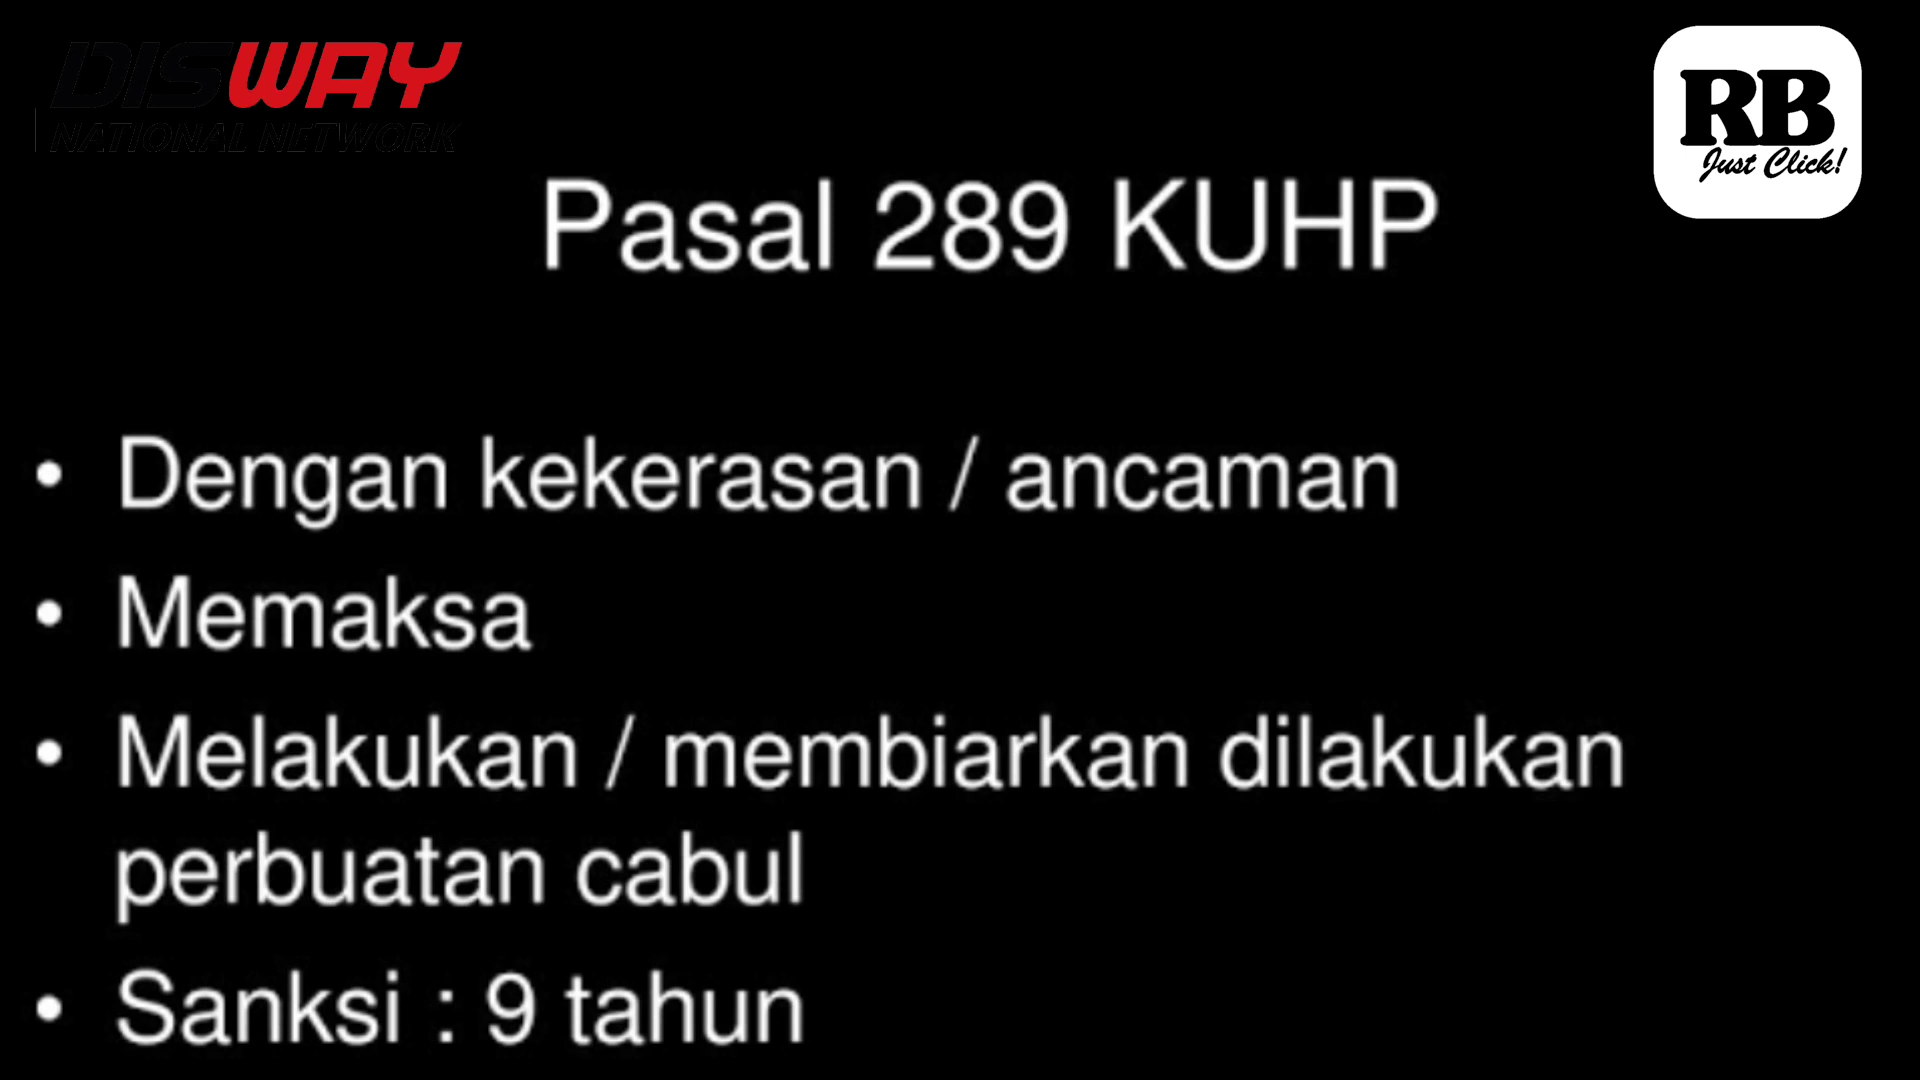 DISWAY
NATIONAL NETWORK
RB
Just Click!
Pasal 289 KUHP
• Dengan kekerasan / ancaman
• Memaksa
• Melakukan / membiarkan dilakukan
perbuatan cabul
• Sanksi : 9 tahun